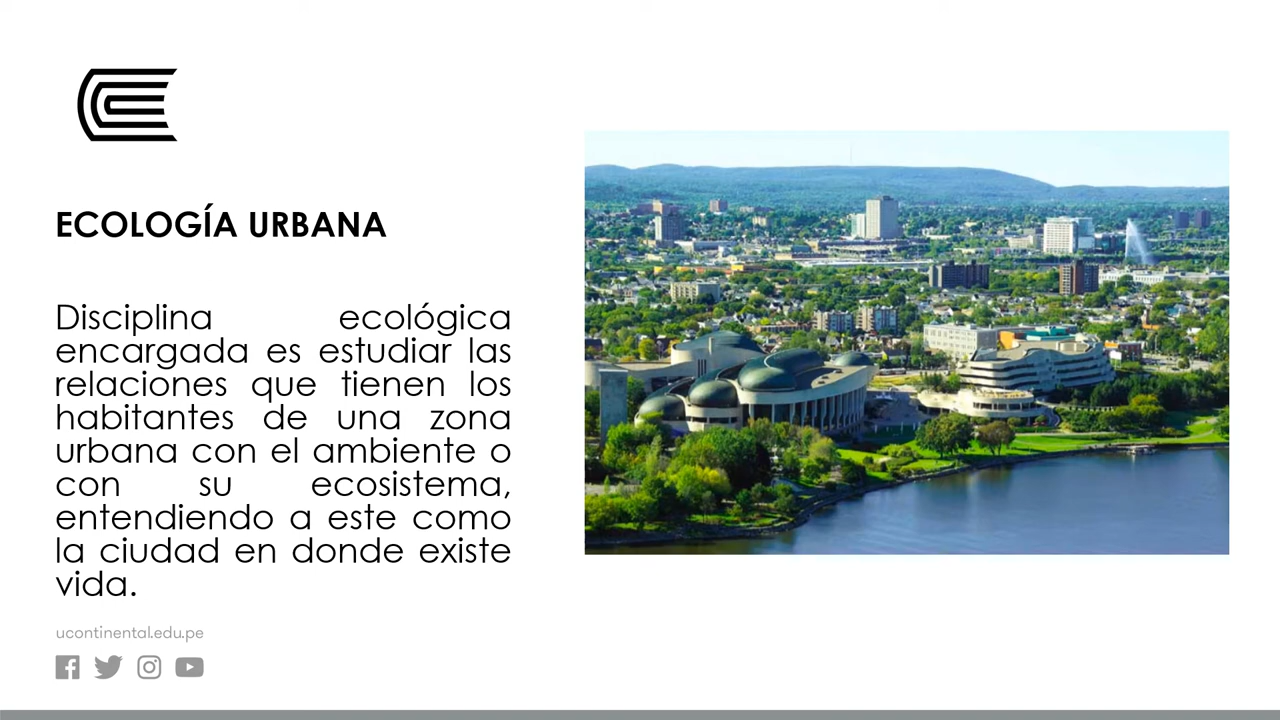 ECOLOGÍA URBANA
Disciplina ecológica
encargada es estudiar las
relaciones que tienen los
habitantes de una zona
urbana con el ambiente o
con su ecosistema,
entendiendo a este como
la ciudad en donde existe
vida.
ucontinental.edu.pe